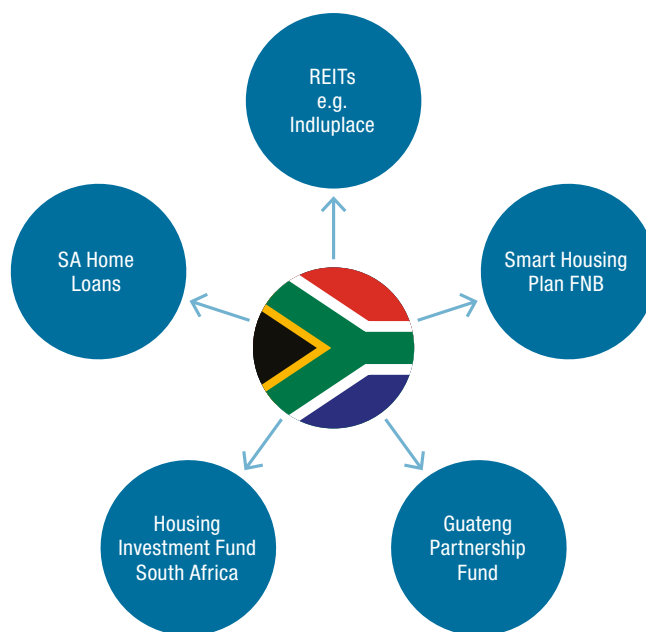 REITs
e.g.
Indluplace
SA Home
Loans
Smart Housing
Plan FNB
Housing
Investment Fund
South Africa
Guateng
Partnership
Fund